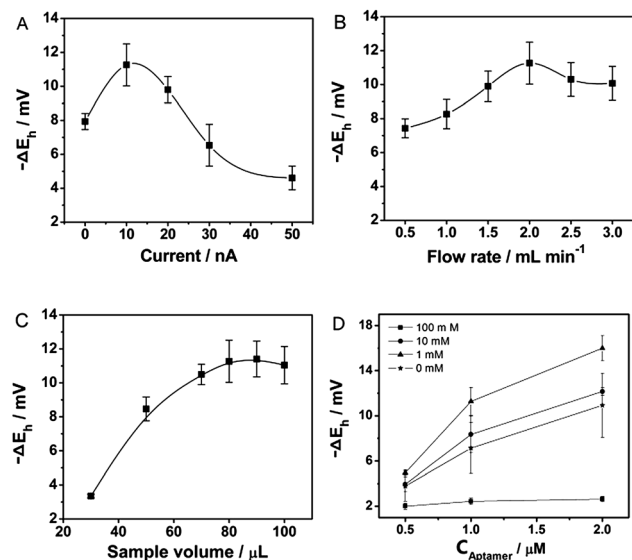 A
-ΔEh / mV
14
12
10
8
6
4
2
0 10 20 30 40 50
Current / nA
B
-ΔEh / mV
14
12
10
8
6
4
2
0.5 1.0 1.5 2.0 2.5 3.0
Flow rate / mL min⁻¹
C
-ΔEh / mV
14
12
10
8
6
4
2
0
20 40 60 80 100
Sample volume / μL
D
100 m M
10 mM
1 mM
0 mM
-ΔEh / mV
18
14
10
6
2
0.5 1.0 1.5 2.0
CAptamer/ μM